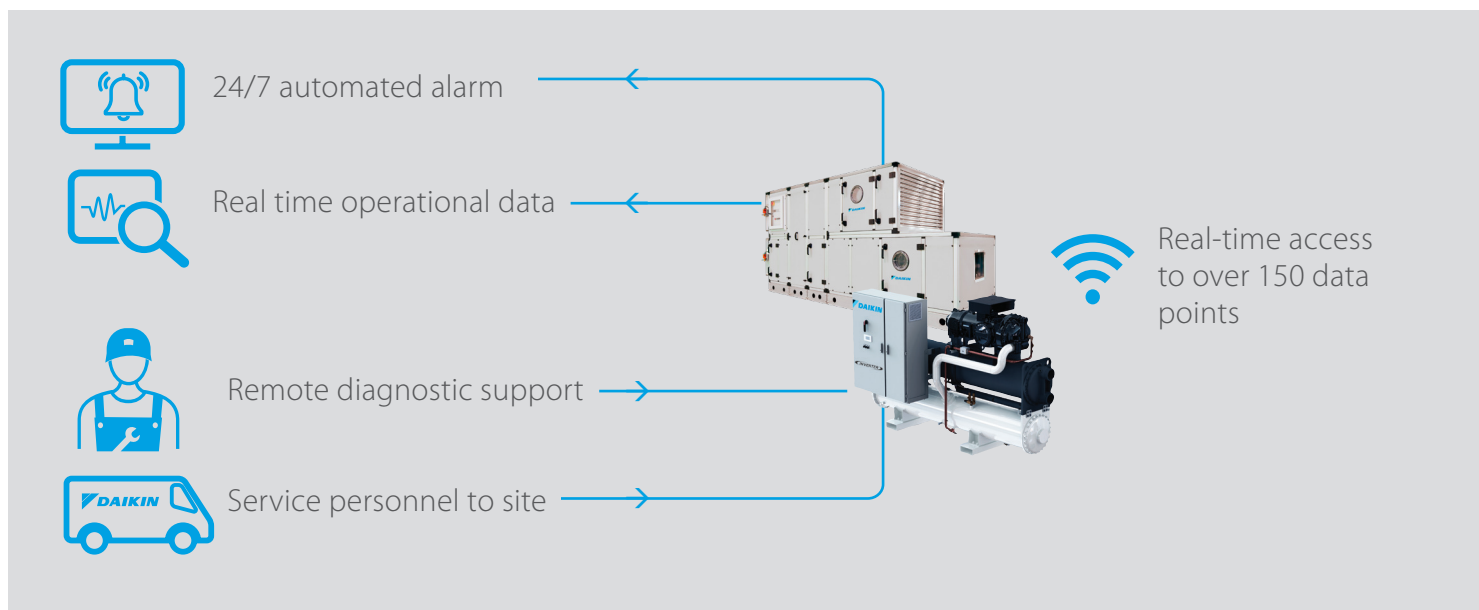 24/7 automated alarm
Real time operational data
Remote diagnostic support
DAIKIN
Service personnel to site
DAIKIN
Real-time access
to over 150 data
points